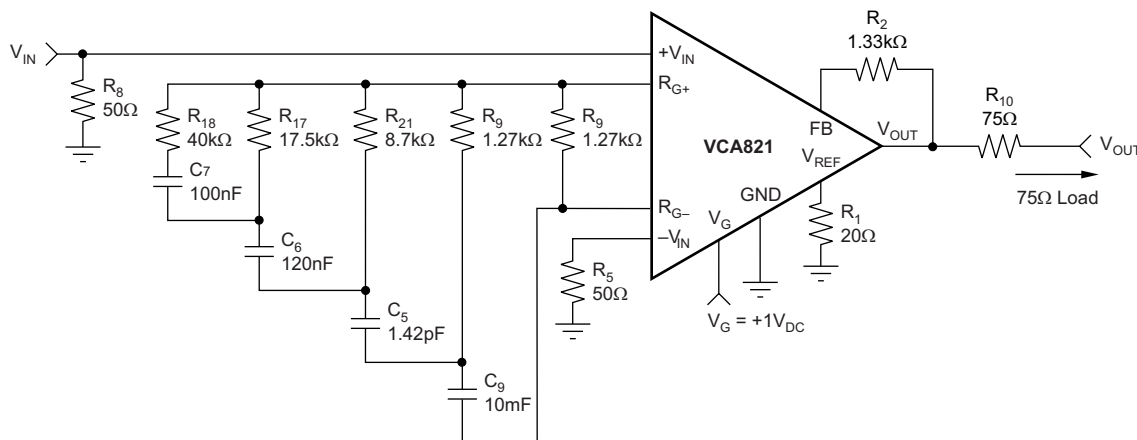 V_IN
R_8
50Ω
R_18
40kΩ
C_7
100nF
R_17
17.5kΩ
C_6
120nF
R_21
8.7kΩ
C_5
1.42pF
R_9
1.27kΩ
C_9
10mF
R_9
1.27kΩ
+V_IN
R_G+
R_G–
–V_IN
R_5
50Ω
VCA821
FB
V_OUT
V_REF
GND
V_G
V_G = +1V_DC
R_2
1.33kΩ
R_1
20Ω
R_10
75Ω
V_OUT
75Ω Load